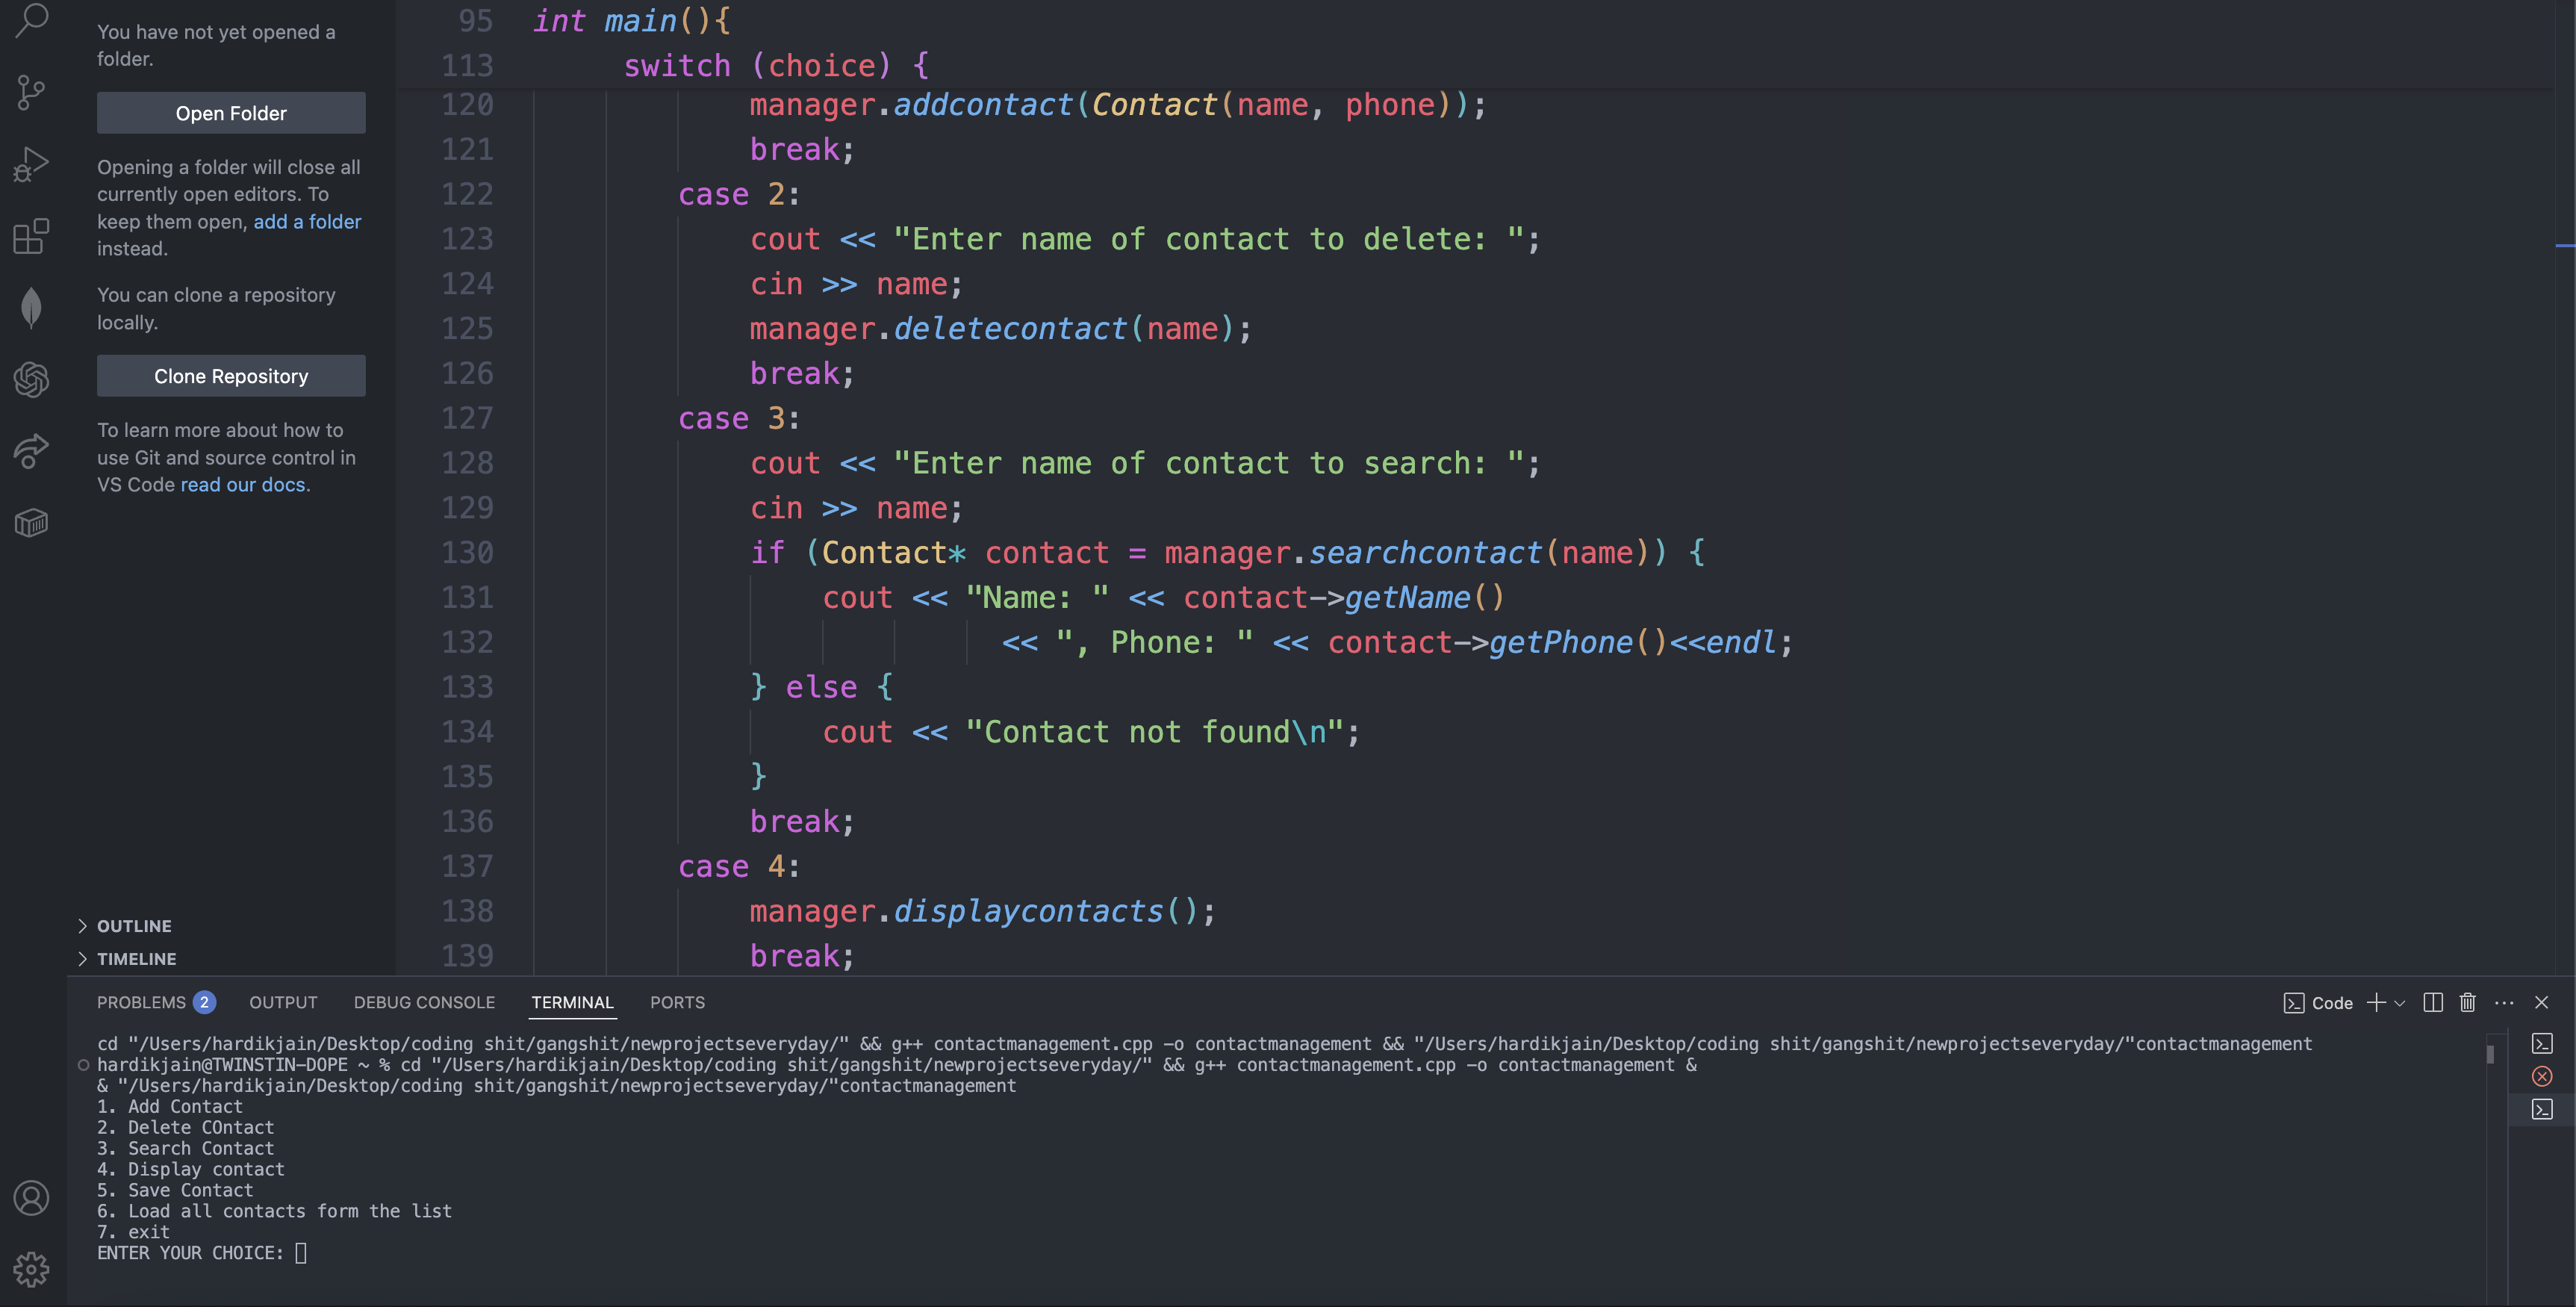 You have not yet opened a
folder.
Open Folder
Opening a folder will close all
currently open editors. To
keep them open, add a folder
instead.
You can clone a repository
locally.
Clone Repository
To learn more about how to
use Git and source control in
VS Code read our docs.
OUTLINE
TIMELINE
95 int main(){
113 switch (choice) {
120 manager.addcontact(Contact(name, phone));
121 break;
122 case 2:
123 cout << "Enter name of contact to delete: ";
124 cin >> name;
125 manager.deletecontact(name);
126 break;
127 case 3:
128 cout << "Enter name of contact to search: ";
129 cin >> name;
130 if (Contact* contact = manager.searchcontact(name)) {
131 cout << "Name: " << contact->getName()
132 << ", Phone: " << contact->getPhone()<<endl;
133 } else {
134 cout << "Contact not found\n";
135 }
136 break;
137 case 4:
138 manager.displaycontacts();
139 break;
PROBLEMS 2 OUTPUT DEBUG CONSOLE TERMINAL PORTS Code
cd "/Users/hardikjain/Desktop/coding shit/gangshit/newprojectseveryday/" && g++ contactmanagement.cpp -o contactmanagement && "/Users/hardikjain/Desktop/coding shit/gangshit/newprojectseveryday/"contactmanagement
hardikjain@TWINSTIN-DOPE ~ % cd "/Users/hardikjain/Desktop/coding shit/gangshit/newprojectseveryday/" && g++ contactmanagement.cpp -o contactmanagement &
& "/Users/hardikjain/Desktop/coding shit/gangshit/newprojectseveryday/"contactmanagement
1. Add Contact
2. Delete COntact
3. Search Contact
4. Display contact
5. Save Contact
6. Load all contacts form the list
7. exit
ENTER YOUR CHOICE: